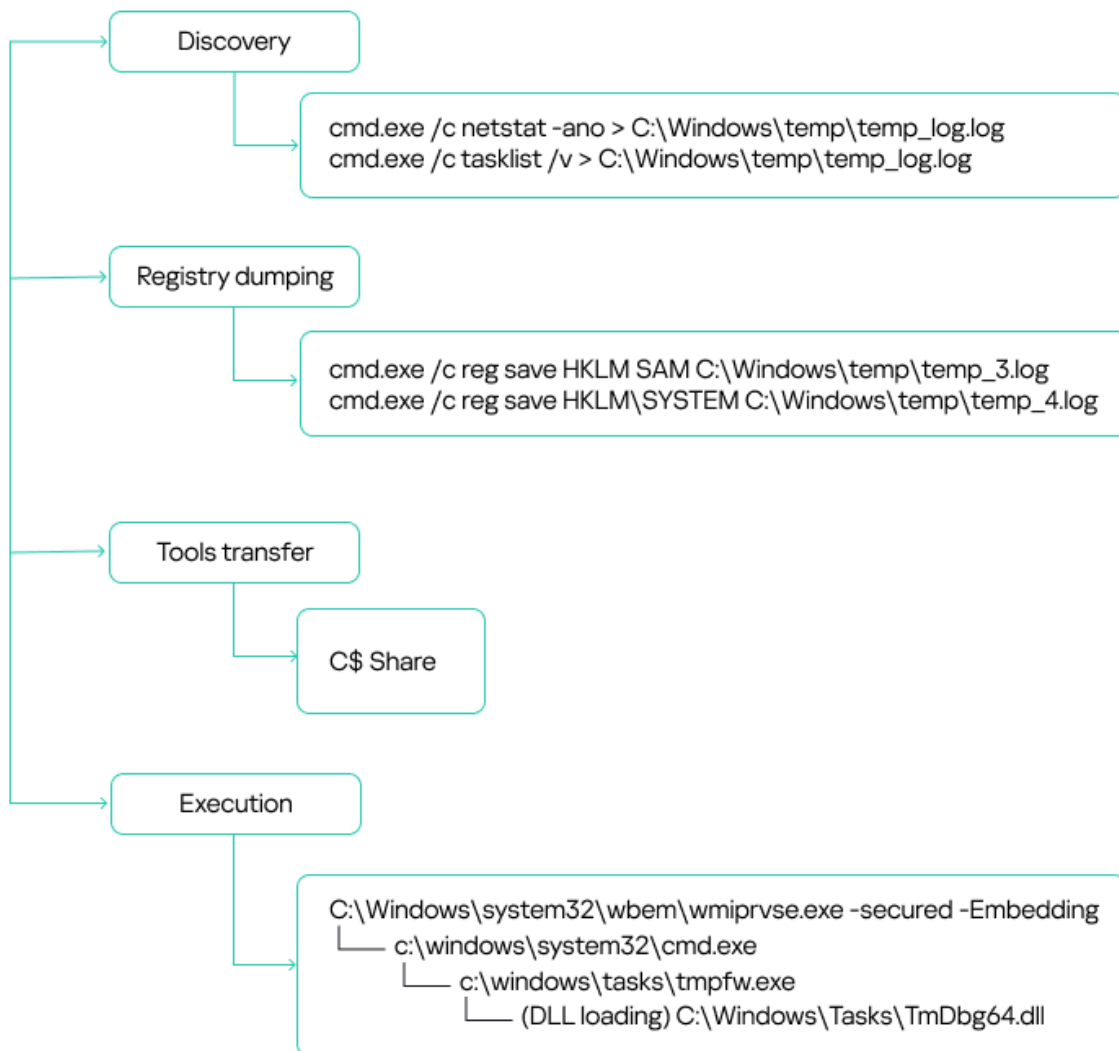 Discovery
cmd.exe /c netstat -ano > C:\Windows\temp\temp_log.log
cmd.exe /c tasklist /v > C:\Windows\temp\temp_log.log
Registry dumping
cmd.exe /c reg save HKLM SAM C:\Windows\temp\temp_3.log
cmd.exe /c reg save HKLM\SYSTEM C:\Windows\temp\temp_4.log
Tools transfer
C$ Share
Execution
C:\Windows\system32\wbem\wmiprvse.exe -secured -Embedding
c:\windows\system32\cmd.exe
c:\windows\tasks\tmpfw.exe
(DLL loading) C:\Windows\Tasks\TmDbg64.dll